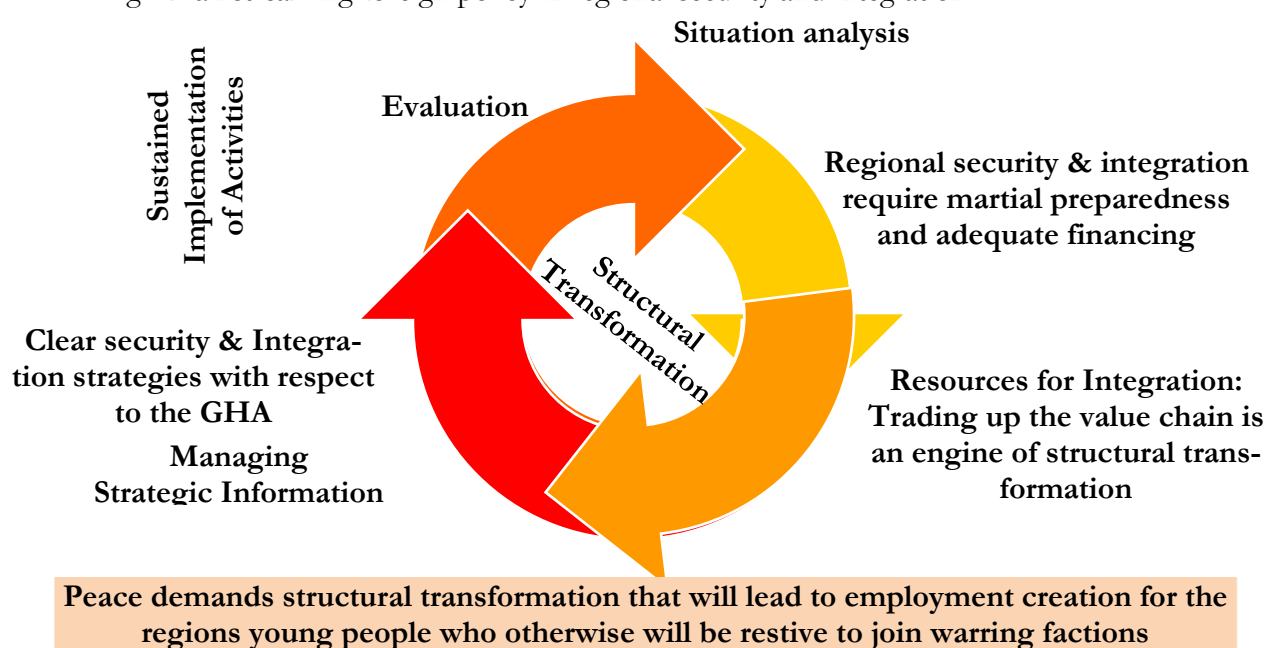 Situation analysis
Evaluation
Sustained
Implementation
of Activities
Regional security & integration
require martial preparedness
and adequate financing
Structural
Transformation
Clear security & Integra-
tion strategies with respect
to the GHA
Managing
Strategic Information
Resources for Integration:
Trading up the value chain is
an engine of structural trans-
formation
Peace demands structural transformation that will lead to employment creation for the
regions young people who otherwise will be restive to join warring factions